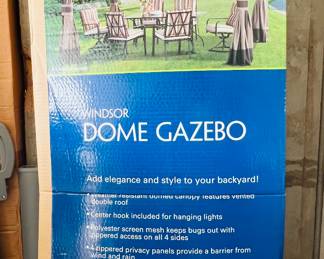 WINDSOR
DOME GAZEBO
Add elegance and style to your backyard!
• Weather resistant domed canopy features vented
double roof
• Center hook included for hanging lights
• Polyester screen mesh keeps bugs out with
zippered access on all 4 sides
• 4 zippered privacy panels provide a barrier from
wind and rain